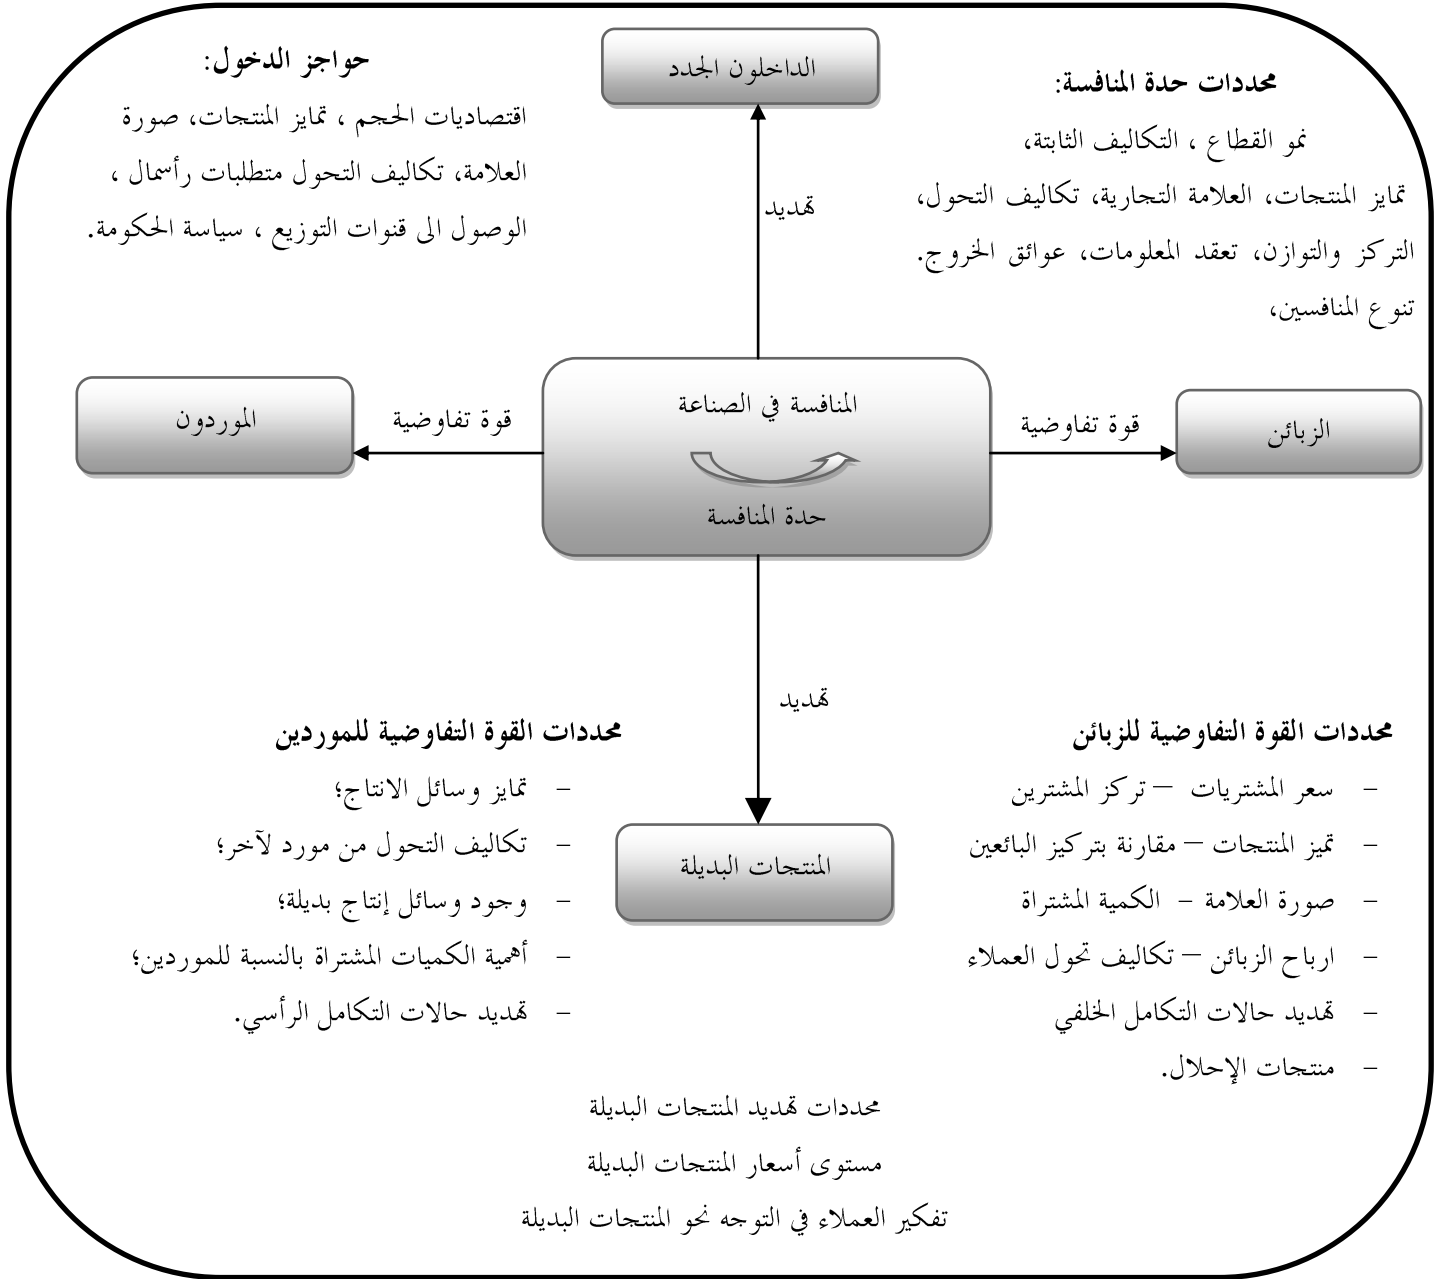 الداخلون الجدد
محددات حدة المنافسة:
نمو القطاع ، التكاليف الثابتة،
تمايز المنتجات، العلامة التجارية، تكاليف التحول،
التركز والتوازن، تعقد المعلومات، عوائق الخروج.
تنوع المنافسين،
حواجز الدخول:
اقتصاديات الحجم ، تمايز المنتجات، صورة
العلامة، تكاليف التحول متطلبات رأسمال ،
الوصول الى قنوات التوزيع ، سياسة الحكومة.
تهديد
الزبائن
قوة تفاوضية
المنافسة في الصناعة
حدة المنافسة
قوة تفاوضية
الموردون
تهديد
المنتجات البديلة
محددات القوة التفاوضية للزبائن
– سعر المشتريات – تركز المشترين
– تميز المنتجات – مقارنة بتركيز البائعين
– صورة العلامة - الكمية المشتراة
– ارباح الزبائن – تكاليف تحول العملاء
– تهديد حالات التكامل الخلفي
– منتجات الإحلال.
محددات القوة التفاوضية للموردين
– تمايز وسائل الانتاج؛
– تكاليف التحول من مورد لآخر؛
– وجود وسائل إنتاج بديلة؛
– أهمية الكميات المشتراة بالنسبة للموردين؛
– تهديد حالات التكامل الرأسي.
محددات تهديد المنتجات البديلة
مستوى أسعار المنتجات البديلة
تفكير العملاء في التوجه نحو المنتجات البديلة